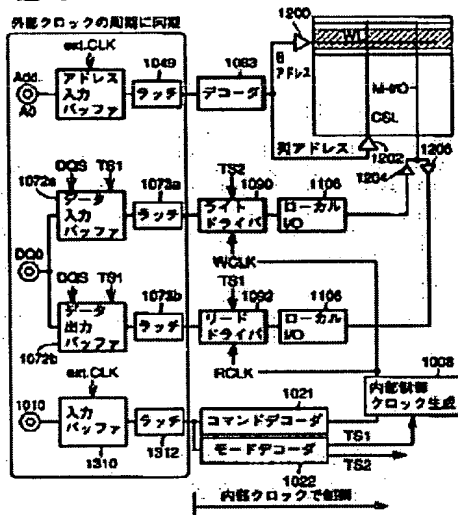 外部クロックの周期に同期
ext.CLK
Add.
A0
アドレス
入力
バッファ
1049
ラッチ
1083
デコーダ
1200
行
アドレス
WL
M-I/O
CSL
列アドレス
1202
1204
1206
DQS TS1
1072a
データ
入力
バッファ
1073a
ラッチ
TS2
1090
ライト
ドライバ
1106
ローカル
I/O
DQ0
WCLK
DQS TS1
データ
出力
バッファ
1072b
1073b
ラッチ
TS1
1092
リード
ドライバ
1106
ローカル
I/O
RCLK
ext.CLK
1010
入力
バッファ
1310
ラッチ
1312
1021
コマンドデコーダ
モードデコーダ
1022
1008
内部制御
クロック生成
TS1
TS2
内部クロックで制御